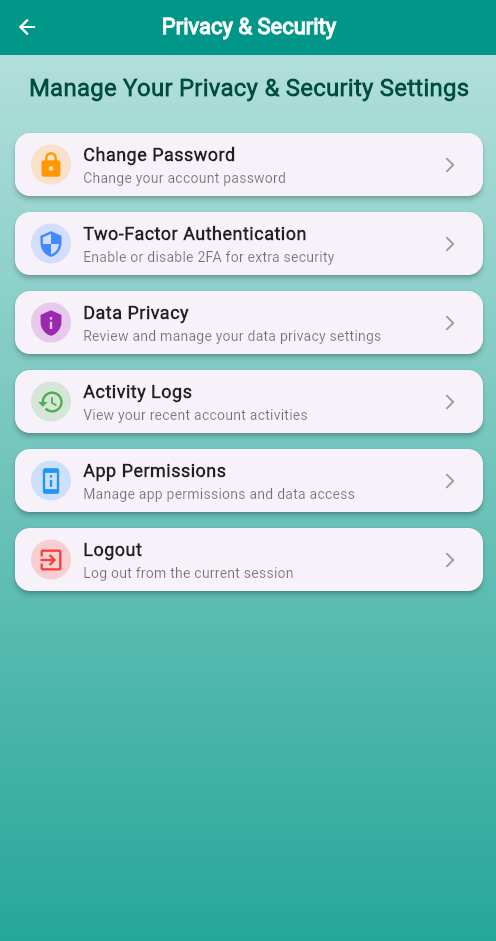 Privacy & Security
Manage Your Privacy & Security Settings
Change Password
Change your account password
Two-Factor Authentication
Enable or disable 2FA for extra security
Data Privacy
Review and manage your data privacy settings
Activity Logs
View your recent account activities
App Permissions
Manage app permissions and data access
Logout
Log out from the current session